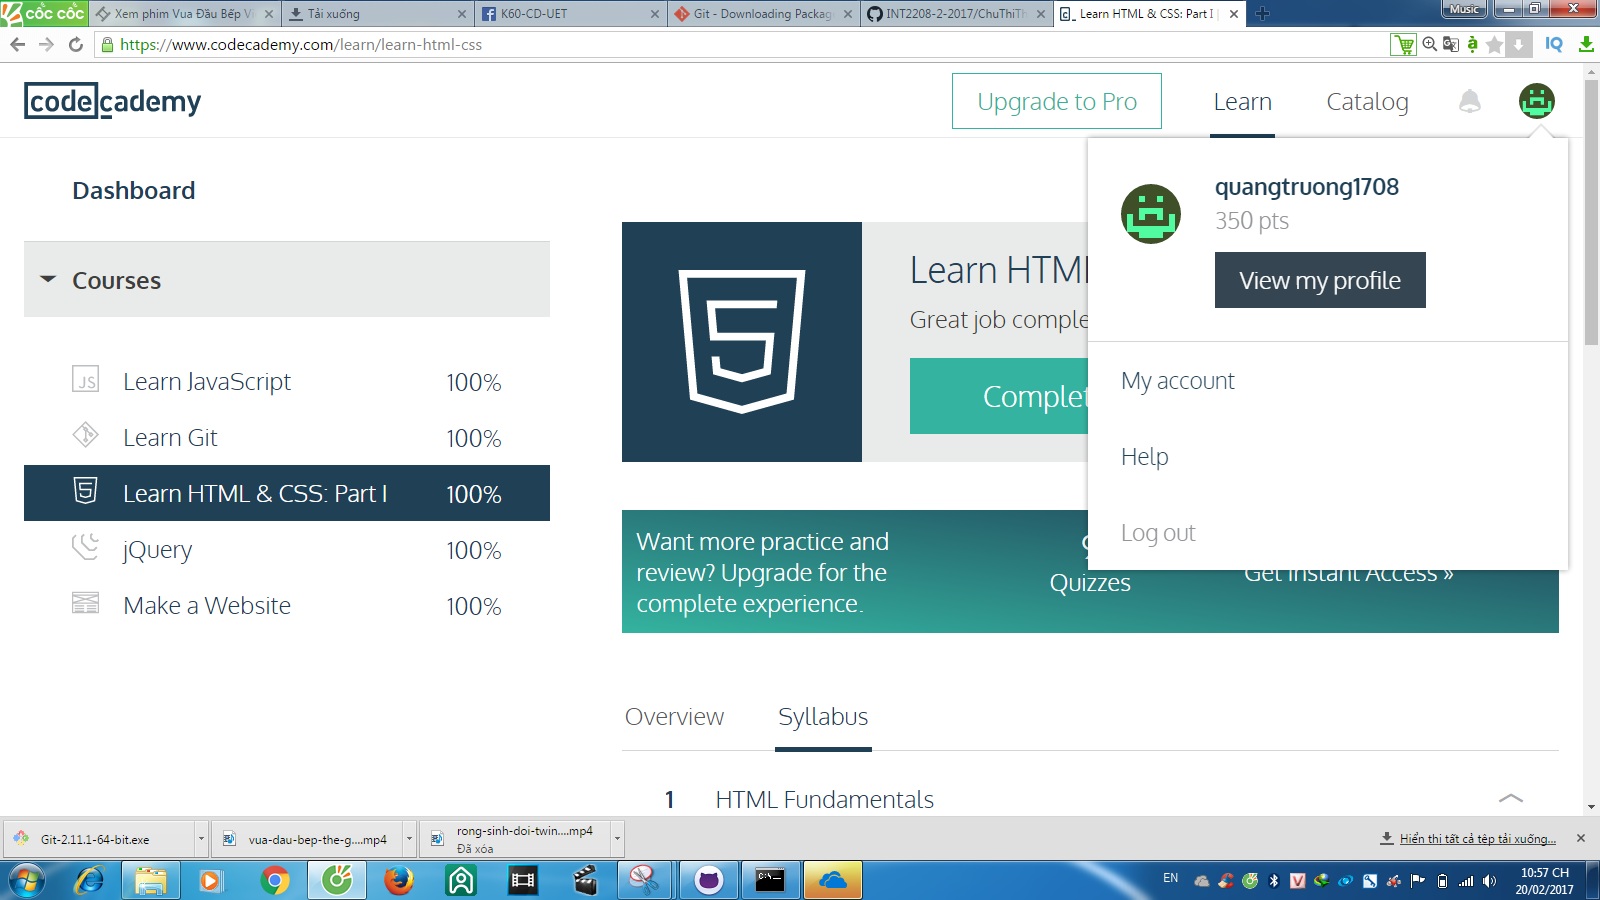 cốc cốc
Xem phim Vua Đầu Bếp V
Tải xuống
K60-CD-UET
Git - Downloading Packag
INT2208-2-2017/ChuThiTh
Learn HTML & CSS: Part I
Music
https://www.codecademy.com/learn/learn-html-css
IQ
codecademy
Upgrade to Pro
Learn
Catalog
quangtruong1708
350 pts
View my profile
My account
Help
Log out
Dashboard
Courses
JS Learn JavaScript 100%
Learn Git 100%
Learn HTML & CSS: Part I 100%
jQuery 100%
Make a Website 100%
Learn HTML
Great job comple
Complet
Want more practice and
review? Upgrade for the
complete experience.
Quizzes
Get Instant Access »
Overview
Syllabus
1 HTML Fundamentals
Git-2.11.1-64-bit.exe
vua-dau-bep-the-g....mp4
rong-sinh-doi-twin....mp4
Đã xóa
Hiển thị tất cả tệp tải xuống...
EN
10:57 CH
20/02/2017